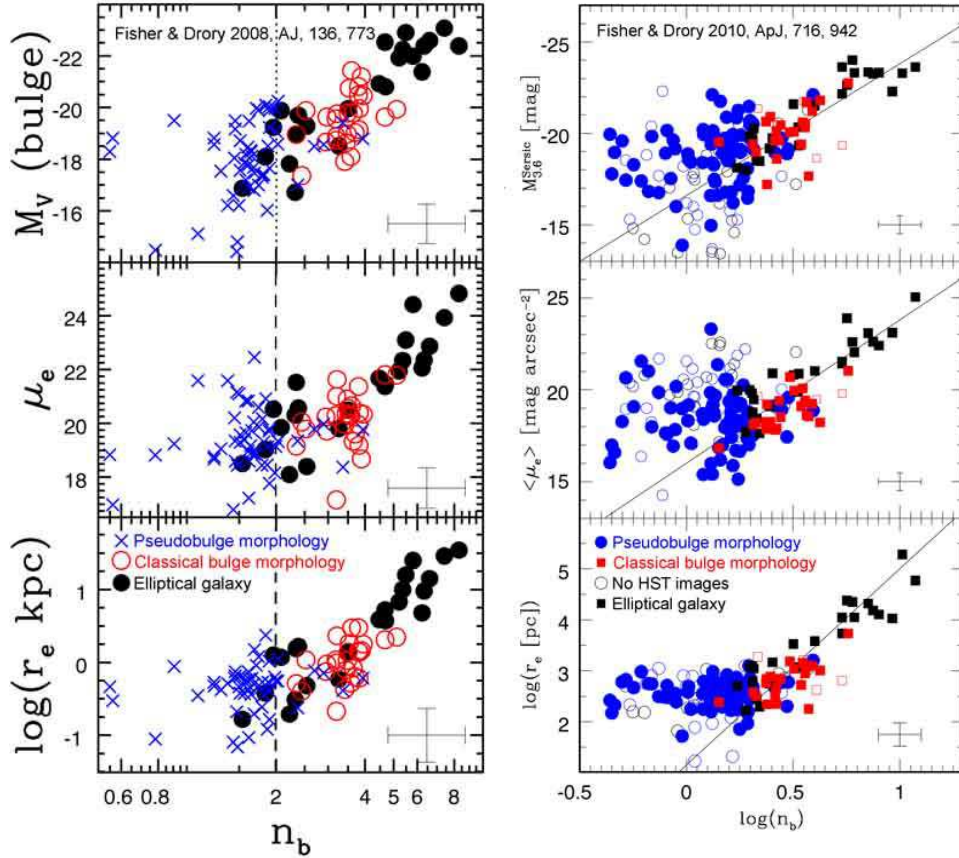 Fisher & Drory 2008, AJ, 136, 773
M_V (bulge)
-22
-20
-18
-16
μ_e
24
22
20
18
× Pseudobulge morphology
○ Classical bulge morphology
● Elliptical galaxy
log(r_e kpc)
1
0
-1
0.6 0.8 2 4 5 6 8
n_b
Fisher & Drory 2010, ApJ, 716, 942
M_3.6^Sersic [mag]
-25
-20
-15
<μ_e> [mag arcsec⁻²]
25
20
15
● Pseudobulge morphology
■ Classical bulge morphology
○ No HST images
■ Elliptical galaxy
log(r_e [pc])
5
4
3
2
-0.5 0 0.5 1
log(n_b)